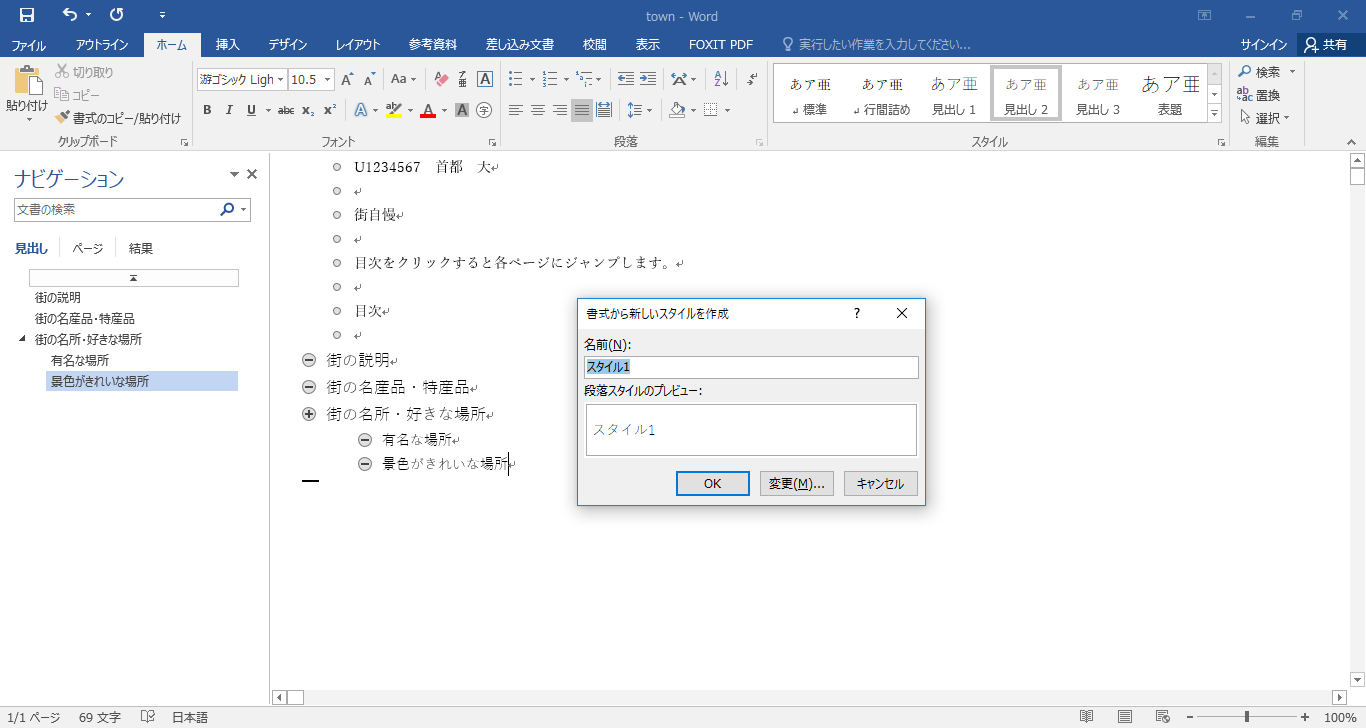 town - Word
ファイル アウトライン ホーム 挿入 デザイン レイアウト 参考資料 差し込み文書 校閲 表示 FOXIT PDF 実行したい作業を入力してください... サインイン 共有
貼り付け
切り取り
コピー
書式のコピー/貼り付け
クリップボード
游ゴシック Ligh 10.5 A A Aa 亜 A
B I U abc x₂ x² A aby A A 字
フォント
段落
あア亜 あア亜 あア亜 あア亜 あア亜 あア亜
↲ 標準 ↲ 行間詰め 見出し 1 見出し 2 見出し 3 表題
スタイル
検索
置換
選択
編集
ナビゲーション
文書の検索
見出し ページ 結果
街の説明
街の名産品・特産品
街の名所・好きな場所
有名な場所
景色がきれいな場所
U1234567 首都 大↵
↵
街自慢↵
↵
目次をクリックすると各ページにジャンプします。↵
↵
目次↵
↵
街の説明↵
街の名産品・特産品↵
街の名所・好きな場所↵
有名な場所↵
景色がきれいな場所↵
書式から新しいスタイルを作成 ?
名前(N):
スタイル1
段落スタイルのプレビュー:
スタイル1
OK 変更(M)... キャンセル
1/1 ページ 69 文字 日本語 100%